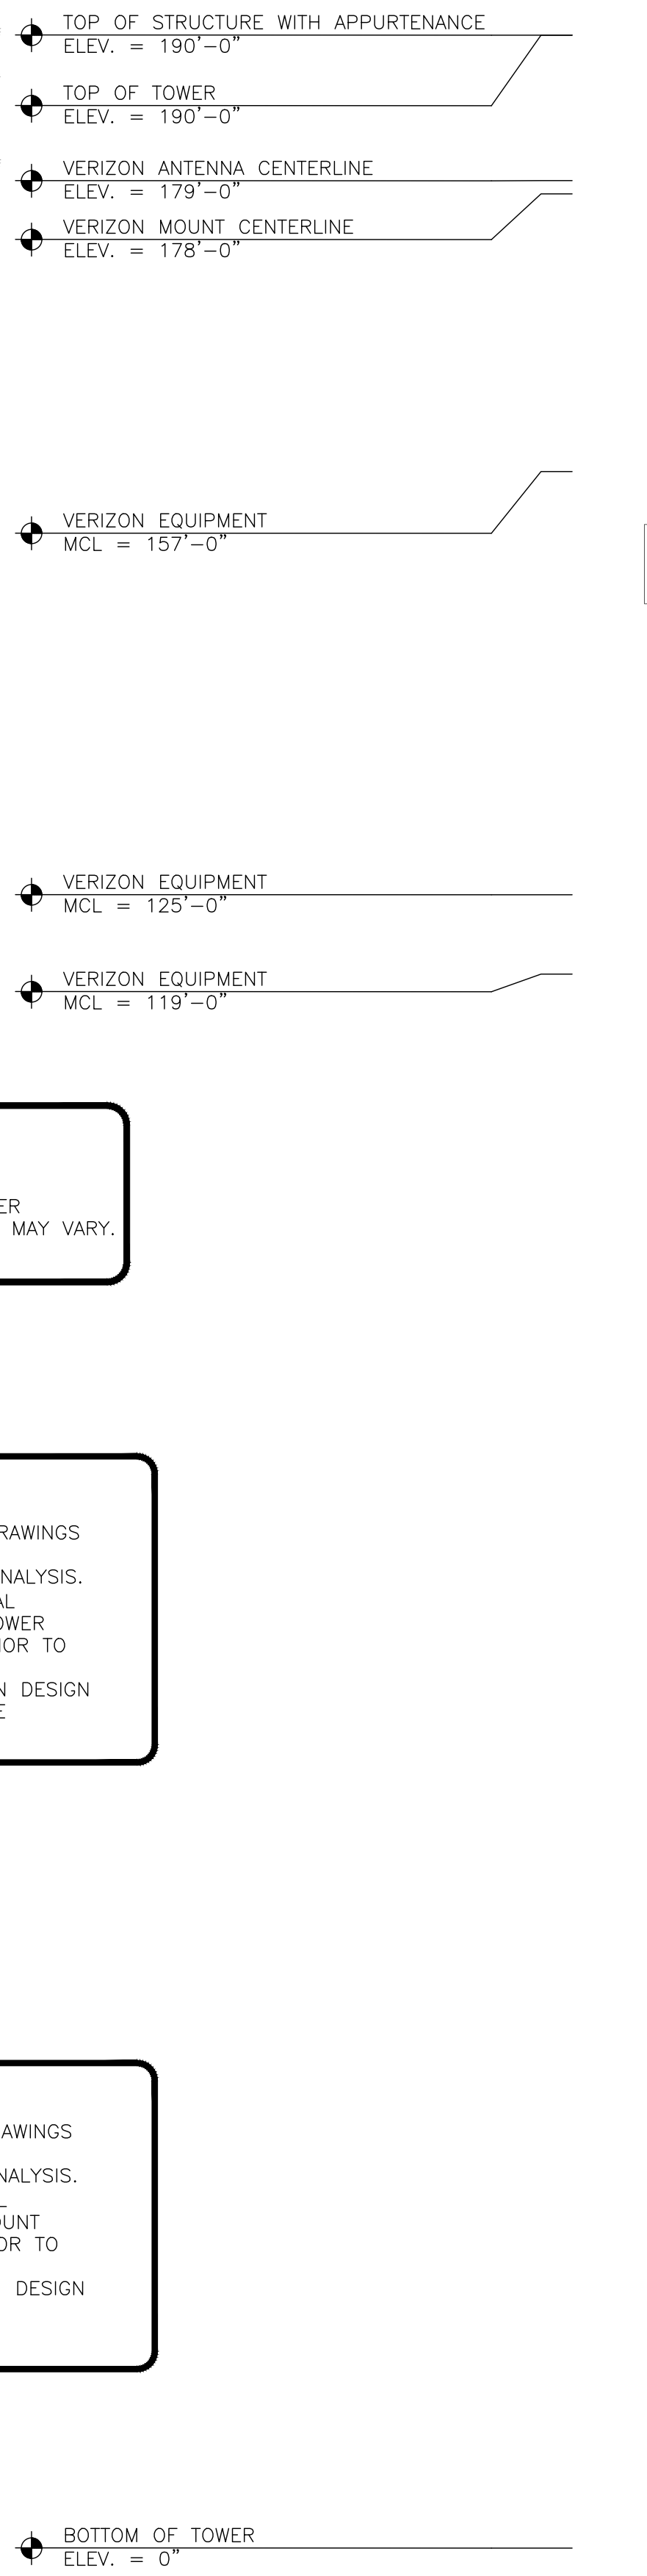 TOP OF STRUCTURE WITH APPURTENANCE
ELEV. = 190'-0"
TOP OF TOWER
ELEV. = 190'-0"
VERIZON ANTENNA CENTERLINE
ELEV. = 179'-0"
VERIZON MOUNT CENTERLINE
ELEV. = 178'-0"
VERIZON EQUIPMENT
MCL = 157'-0"
VERIZON EQUIPMENT
MCL = 125'-0"
VERIZON EQUIPMENT
MCL = 119'-0"
ER
MAY VARY.
RAWINGS
NALYSIS.
AL
OWER
IOR TO
N DESIGN
E
AWINGS
NALYSIS.
OUNT
OR TO
DESIGN
BOTTOM OF TOWER
ELEV. = 0"